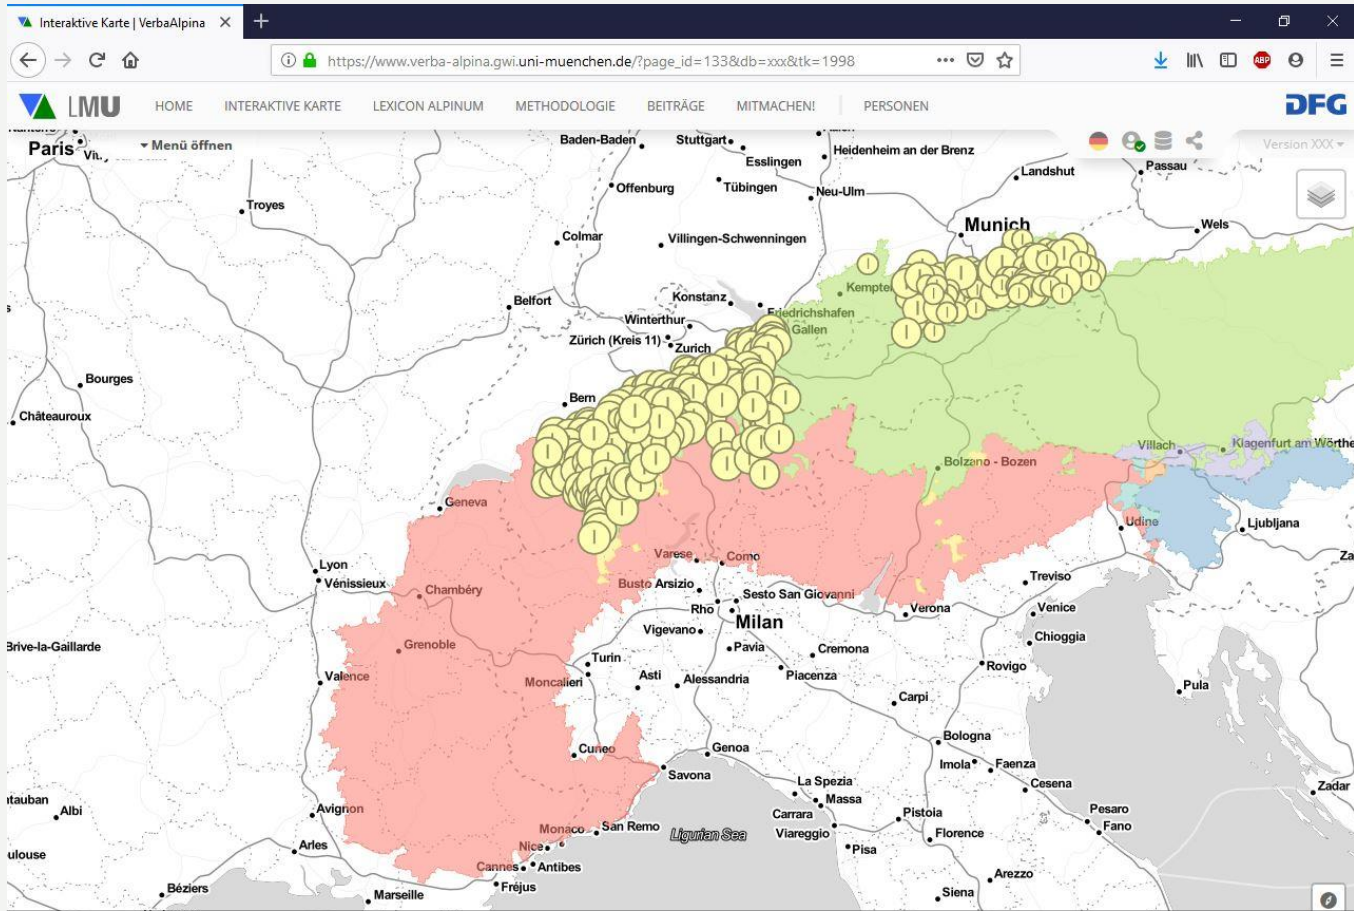 Interaktive Karte | VerbaAlpina
https://www.verba-alpina.gwi.uni-muenchen.de/?page_id=133&db=xxx&tk=1998
ABP
LMU HOME INTERAKTIVE KARTE LEXICON ALPINUM METHODOLOGIE BEITRÄGE MITMACHEN! PERSONEN DFG
Menü öffnen
Version XXX
Paris
Baden-Baden
Stuttgart
Esslingen
Heidenheim an der Brenz
Passau
Landshut
Offenburg
Tübingen
Neu-Ulm
Troyes
Wels
Munich
Colmar
Villingen-Schwenningen
Belfort
Konstanz
Friedrichshafen
Gallen
Winterthur
Zürich (Kreis 11)
Zurich
Bourges
Bern
Châteauroux
Villach
Klagenfurt am Wörthe
Bolzano - Bozen
Geneva
Udine
Ljubljana
Za
Lyon
Vénissieux
Chambéry
Varese
Como
Busto Arsizio
Sesto San Giovanni
Treviso
Rho
Milan
Verona
Venice
Vigevano
Chioggia
Brive-la-Gaillarde
Grenoble
Pavia
Cremona
Turin
Rovigo
Valence
Moncalieri
Asti
Alessandria
Piacenza
Pula
Carpi
Cuneo
Genoa
Bologna
Savona
Imola
Faenza
La Spezia
Cesena
Zadar
ntauban
Albi
Avignon
Massa
Carrara
Pistoia
Pesaro
Fano
Monaco
San Remo
Ligurian Sea
Viareggio
Florence
Nice
Arles
Pisa
ulouse
Cannes
Antibes
Arezzo
Fréjus
Béziers
Marseille
Siena